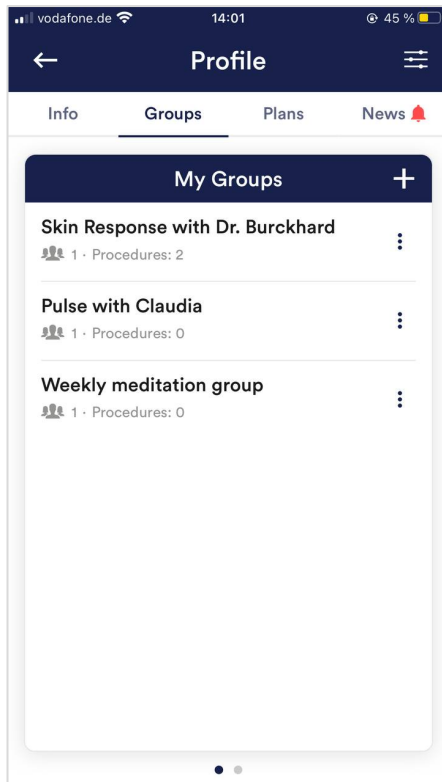 vodafone.de 14:01 45 %
Profile
Info Groups Plans News
My Groups +
Skin Response with Dr. Burckhard
1 · Procedures: 2
Pulse with Claudia
1 · Procedures: 0
Weekly meditation group
1 · Procedures: 0